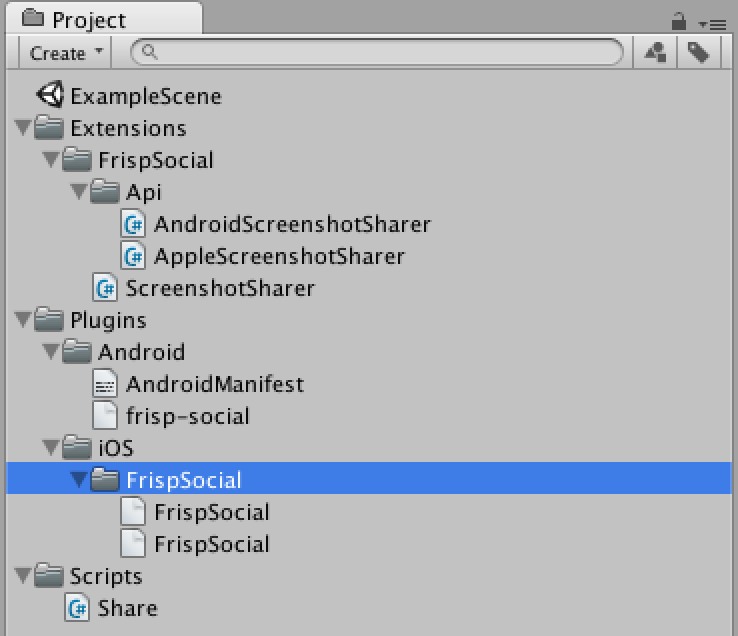 Project
Create
ExampleScene
Extensions
FrispSocial
Api
AndroidScreenshotSharer
AppleScreenshotSharer
ScreenshotSharer
Plugins
Android
AndroidManifest
frisp-social
iOS
FrispSocial
FrispSocial
FrispSocial
Scripts
Share